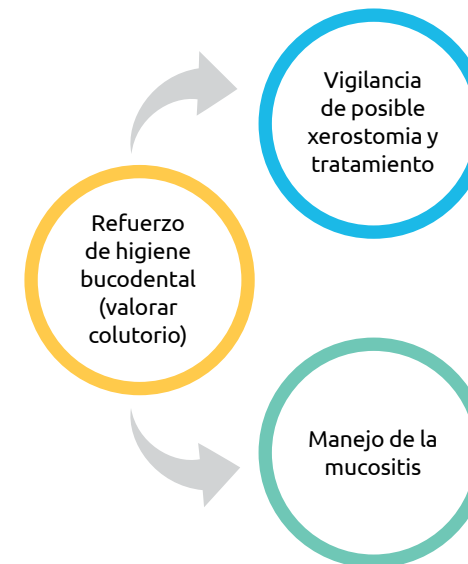 Vigilancia
de posible
xerostomia y
tratamiento
Refuerzo
de higiene
bucodental
(valorar
colutorio)
Manejo de la
mucositis